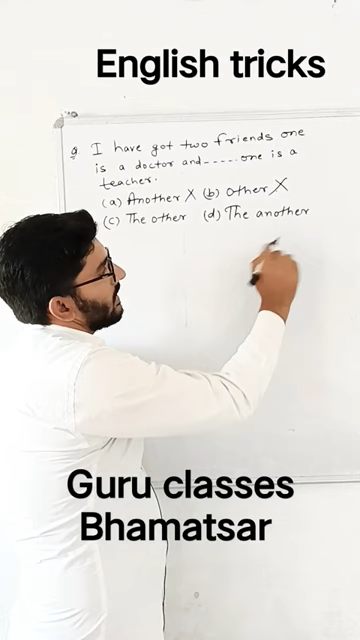 English tricks
Q I have got two friends one
is a doctor and-----one is a
teacher.
(a) Another X (b) other X
(c) The other (d) The another
Guru classes
Bhamatsar